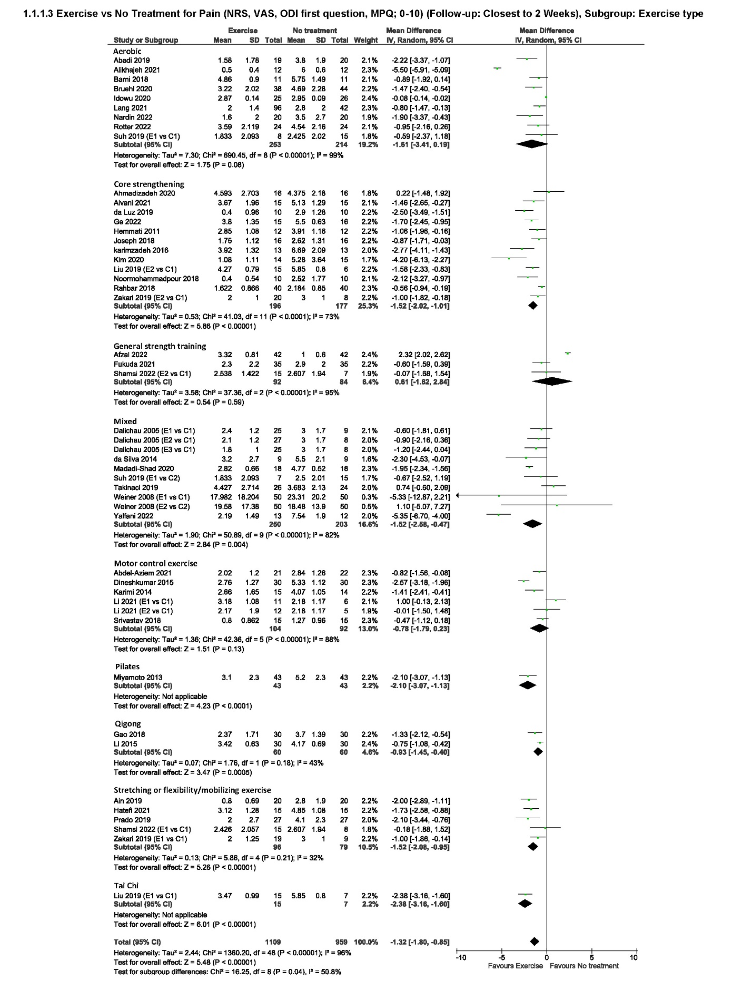 1.1.1.3 Exercise vs No Treatment for Pain (NRS, VAS, ODI first question, MPQ; 0-10) (Follow-up: Closest to 2 Weeks), Subgroup: Exercise type
Exercise No treatment Mean Difference Mean Difference
Study or Subgroup Mean SD Total Mean SD Total Weight IV, Random, 95% CI IV, Random, 95% CI
Aerobic
Abadi 2019 1.58 1.78 19 3.8 1.9 20 2.1% -2.22 [-3.37, -1.07]
Alikhajeh 2021 0.5 0.4 12 6 0.6 12 2.3% -5.50 [-5.91, -5.09]
Barni 2018 4.86 0.9 11 5.75 1.49 11 2.1% -0.89 [-1.92, 0.14]
Bruehl 2020 3.22 2.02 38 4.69 2.28 44 2.2% -1.47 [-2.40, -0.54]
Idowu 2020 2.87 0.14 25 2.95 0.09 26 2.4% -0.08 [-0.14, -0.02]
Lang 2021 2 1.4 96 2.8 2 42 2.3% -0.80 [-1.47, -0.13]
Nardin 2022 1.6 2 20 3.5 2.7 20 1.9% -1.90 [-3.37, -0.43]
Rotter 2022 3.59 2.119 24 4.54 2.16 24 2.1% -0.95 [-2.16, 0.26]
Suh 2019 (E1 vs C1) 1.833 2.093 8 2.425 2.02 15 1.8% -0.59 [-2.37, 1.18]
Subtotal (95% CI) 253 214 19.2% -1.61 [-3.41, 0.19]
Heterogeneity: Tau² = 7.30; Chi² = 690.45, df = 8 (P < 0.00001); I² = 99%
Test for overall effect: Z = 1.75 (P = 0.08)
Core strengthening
Ahmadizadeh 2020 4.593 2.703 16 4.375 2.18 16 1.8% 0.22 [-1.48, 1.92]
Alvani 2021 3.67 1.96 15 5.13 1.29 15 2.1% -1.46 [-2.65, -0.27]
da Luz 2019 0.4 0.96 10 2.9 1.28 10 2.2% -2.50 [-3.49, -1.51]
Ge 2022 3.8 1.35 15 5.5 0.63 16 2.2% -1.70 [-2.45, -0.95]
Hemmati 2011 2.85 1.08 12 3.91 1.16 12 2.2% -1.06 [-1.96, -0.16]
Joseph 2018 1.75 1.12 16 2.62 1.31 16 2.2% -0.87 [-1.71, -0.03]
karimzadeh 2016 3.92 1.32 13 6.69 2.09 13 2.0% -2.77 [-4.11, -1.43]
Kim 2020 1.08 1.11 14 5.28 3.64 15 1.7% -4.20 [-6.13, -2.27]
Liu 2019 (E2 vs C1) 4.27 0.79 15 5.85 0.8 6 2.2% -1.58 [-2.33, -0.83]
Noormohammadpour 2018 0.4 0.54 10 2.52 1.77 10 2.1% -2.12 [-3.27, -0.97]
Rahbar 2018 1.622 0.866 40 2.184 0.85 40 2.3% -0.56 [-0.94, -0.19]
Zakari 2019 (E2 vs C1) 2 1 20 3 1 8 2.2% -1.00 [-1.82, -0.18]
Subtotal (95% CI) 196 177 25.3% -1.52 [-2.02, -1.01]
Heterogeneity: Tau² = 0.53; Chi² = 41.03, df = 11 (P < 0.0001); I² = 73%
Test for overall effect: Z = 5.86 (P < 0.00001)
General strength training
Afzal 2022 3.32 0.81 42 1 0.6 42 2.4% 2.32 [2.02, 2.62]
Fukuda 2021 2.3 2.2 35 2.9 2 35 2.2% -0.60 [-1.59, 0.39]
Shamsi 2022 (E2 vs C1) 2.538 1.422 15 2.607 1.94 7 1.9% -0.07 [-1.68, 1.54]
Subtotal (95% CI) 92 84 6.4% 0.61 [-1.62, 2.84]
Heterogeneity: Tau² = 3.58; Chi² = 37.36, df = 2 (P < 0.00001); I² = 95%
Test for overall effect: Z = 0.54 (P = 0.59)
Mixed
Dalichau 2005 (E1 vs C1) 2.4 1.2 25 3 1.7 9 2.1% -0.60 [-1.81, 0.61]
Dalichau 2005 (E2 vs C1) 2.1 1.2 27 3 1.7 8 2.0% -0.90 [-2.16, 0.36]
Dalichau 2005 (E3 vs C1) 1.8 1 25 3 1.7 8 2.0% -1.20 [-2.44, 0.04]
da Silva 2014 3.2 2.7 9 5.5 2.1 9 1.6% -2.30 [-4.53, -0.07]
Madadi-Shad 2020 2.82 0.66 18 4.77 0.52 18 2.3% -1.95 [-2.34, -1.56]
Suh 2019 (E1 vs C2) 1.833 2.093 7 2.5 2.01 15 1.7% -0.67 [-2.52, 1.19]
Takinaci 2019 4.427 2.714 26 3.683 2.13 24 2.0% 0.74 [-0.60, 2.09]
Weiner 2008 (E1 vs C1) 17.982 18.204 50 23.31 20.2 50 0.3% -5.33 [-12.87, 2.21]
Weiner 2008 (E2 vs C2) 19.58 17.38 50 18.48 13.9 50 0.5% 1.10 [-5.07, 7.27]
Yalfani 2022 2.19 1.49 13 7.54 1.9 12 2.0% -5.35 [-6.70, -4.00]
Subtotal (95% CI) 250 203 16.6% -1.52 [-2.58, -0.47]
Heterogeneity: Tau² = 1.90; Chi² = 50.89, df = 9 (P < 0.00001); I² = 82%
Test for overall effect: Z = 2.84 (P = 0.004)
Motor control exercise
Abdel-Aziem 2021 2.02 1.2 21 2.84 1.26 22 2.3% -0.82 [-1.56, -0.08]
Dineshkumar 2015 2.76 1.27 30 5.33 1.12 30 2.3% -2.57 [-3.18, -1.96]
Karimi 2014 2.66 1.65 15 4.07 1.05 14 2.2% -1.41 [-2.41, -0.41]
Li 2021 (E1 vs C1) 3.18 1.08 11 2.18 1.17 6 2.1% 1.00 [-0.13, 2.13]
Li 2021 (E2 vs C1) 2.17 1.9 12 2.18 1.17 5 1.9% -0.01 [-1.50, 1.48]
Srivastav 2018 0.8 0.862 15 1.27 0.96 15 2.3% -0.47 [-1.12, 0.18]
Subtotal (95% CI) 104 92 13.0% -0.78 [-1.79, 0.23]
Heterogeneity: Tau² = 1.36; Chi² = 42.36, df = 5 (P < 0.00001); I² = 88%
Test for overall effect: Z = 1.51 (P = 0.13)
Pilates
Miyamoto 2013 3.1 2.3 43 5.2 2.3 43 2.2% -2.10 [-3.07, -1.13]
Subtotal (95% CI) 43 43 2.2% -2.10 [-3.07, -1.13]
Heterogeneity: Not applicable
Test for overall effect: Z = 4.23 (P < 0.0001)
Qigong
Gao 2018 2.37 1.71 30 3.7 1.39 30 2.2% -1.33 [-2.12, -0.54]
Li 2015 3.42 0.63 30 4.17 0.69 30 2.4% -0.75 [-1.08, -0.42]
Subtotal (95% CI) 60 60 4.6% -0.93 [-1.45, -0.40]
Heterogeneity: Tau² = 0.07; Chi² = 1.76, df = 1 (P = 0.18); I² = 43%
Test for overall effect: Z = 3.47 (P = 0.0005)
Stretching or flexibility/mobilizing exercise
Ain 2019 0.8 0.69 20 2.8 1.9 20 2.2% -2.00 [-2.89, -1.11]
Hatefi 2021 3.12 1.28 15 4.85 1.08 15 2.2% -1.73 [-2.58, -0.88]
Prado 2019 2 2.7 27 4.1 2.3 27 2.0% -2.10 [-3.44, -0.76]
Shamsi 2022 (E1 vs C1) 2.426 2.057 15 2.607 1.94 8 1.8% -0.18 [-1.88, 1.52]
Zakari 2019 (E1 vs C1) 2 1.25 19 3 1 9 2.2% -1.00 [-1.86, -0.14]
Subtotal (95% CI) 96 79 10.5% -1.52 [-2.08, -0.95]
Heterogeneity: Tau² = 0.13; Chi² = 5.86, df = 4 (P = 0.21); I² = 32%
Test for overall effect: Z = 5.26 (P < 0.00001)
Tai Chi
Liu 2019 (E1 vs C1) 3.47 0.99 15 5.85 0.8 7 2.2% -2.38 [-3.16, -1.60]
Subtotal (95% CI) 15 7 2.2% -2.38 [-3.16, -1.60]
Heterogeneity: Not applicable
Test for overall effect: Z = 6.01 (P < 0.00001)
Total (95% CI) 1109 959 100.0% -1.32 [-1.80, -0.85]
Heterogeneity: Tau² = 2.44; Chi² = 1360.20, df = 48 (P < 0.00001); I² = 96%
Test for overall effect: Z = 5.48 (P < 0.00001)
Test for subgroup differences: Chi² = 16.25, df = 8 (P = 0.04), I² = 50.8%
-10 -5 0 5 10
Favours Exercise Favours No treatment